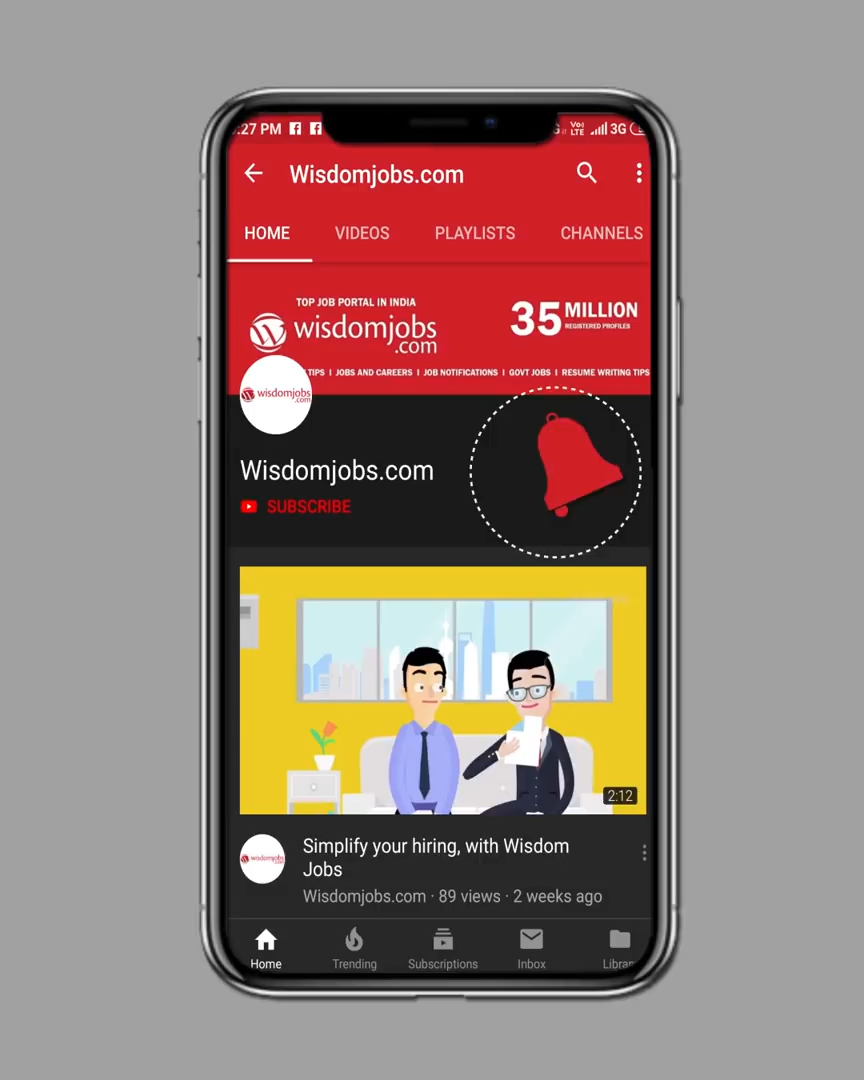 :27 PM
Vo) LTE 3G
Wisdomjobs.com
HOME VIDEOS PLAYLISTS CHANNELS
TOP JOB PORTAL IN INDIA
wisdomjobs
.com
35 MILLION
REGISTERED PROFILES
TIPS I JOBS AND CAREERS I JOB NOTIFICATIONS I GOVT JOBS I RESUME WRITING TIPS
wisdomjobs
.com
Wisdomjobs.com
SUBSCRIBE
2:12
wisdomjobs
.com
Simplify your hiring, with Wisdom
Jobs
Wisdomjobs.com · 89 views · 2 weeks ago
Home Trending Subscriptions Inbox Librar